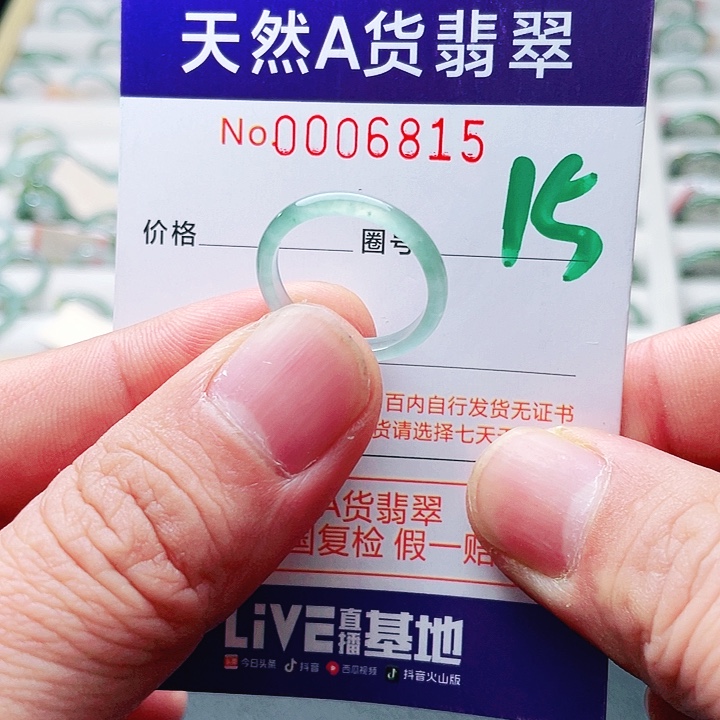 天然A货翡翠
No.0006815
价格 圈号 15
百内自行发货无证书
货请选择七天
A货翡翠
国复检 假一赔
LiVE直播基地
今日头条 抖音 西瓜视频 抖音火山版